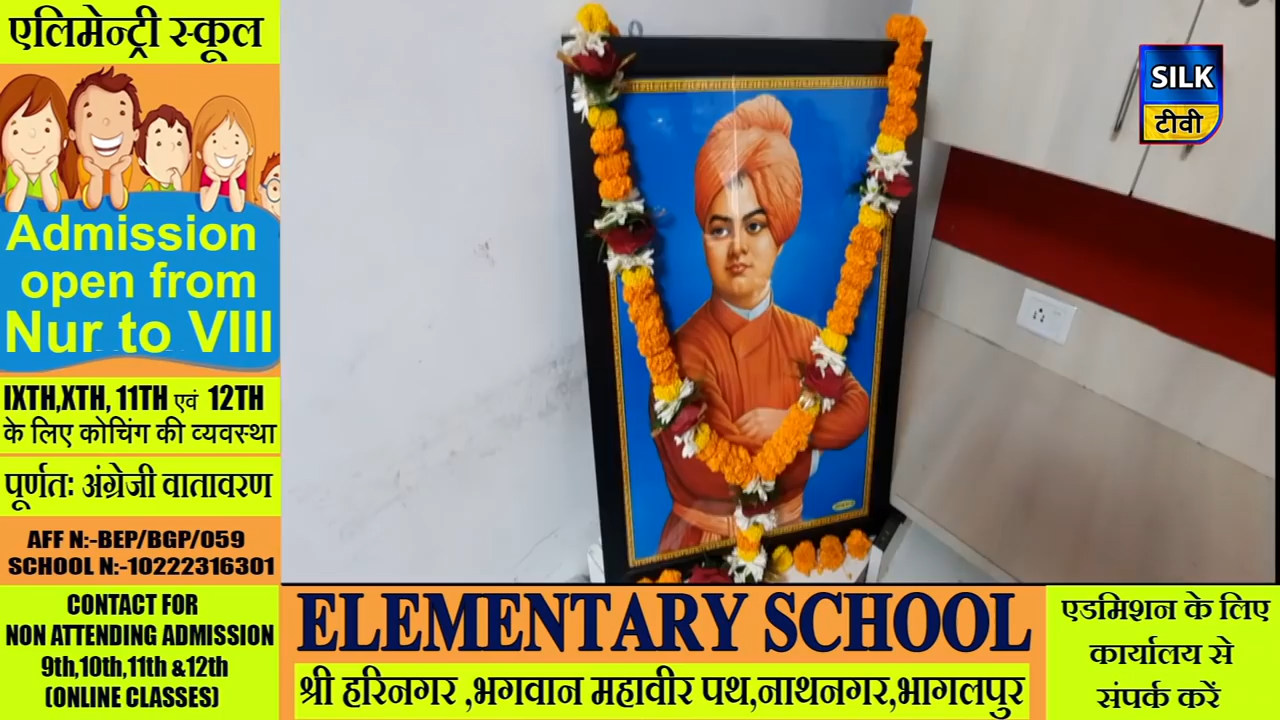 एलिमेन्ट्री स्कूल
Admission
open from
Nur to VIII
IXTH,XTH, 11TH एवं 12TH
के लिए कोचिंग की व्यवस्था
पूर्णतः अंग्रेजी वातावरण
AFF N:-BEP/BGP/059
SCHOOL N:-10222316301
CONTACT FOR
NON ATTENDING ADMISSION
9th,10th,11th &12th
(ONLINE CLASSES)
SILK
टीवी
ELEMENTARY SCHOOL
श्री हरिनगर ,भगवान महावीर पथ,नाथनगर,भागलपुर
एडमिशन के लिए
कार्यालय से
संपर्क करें